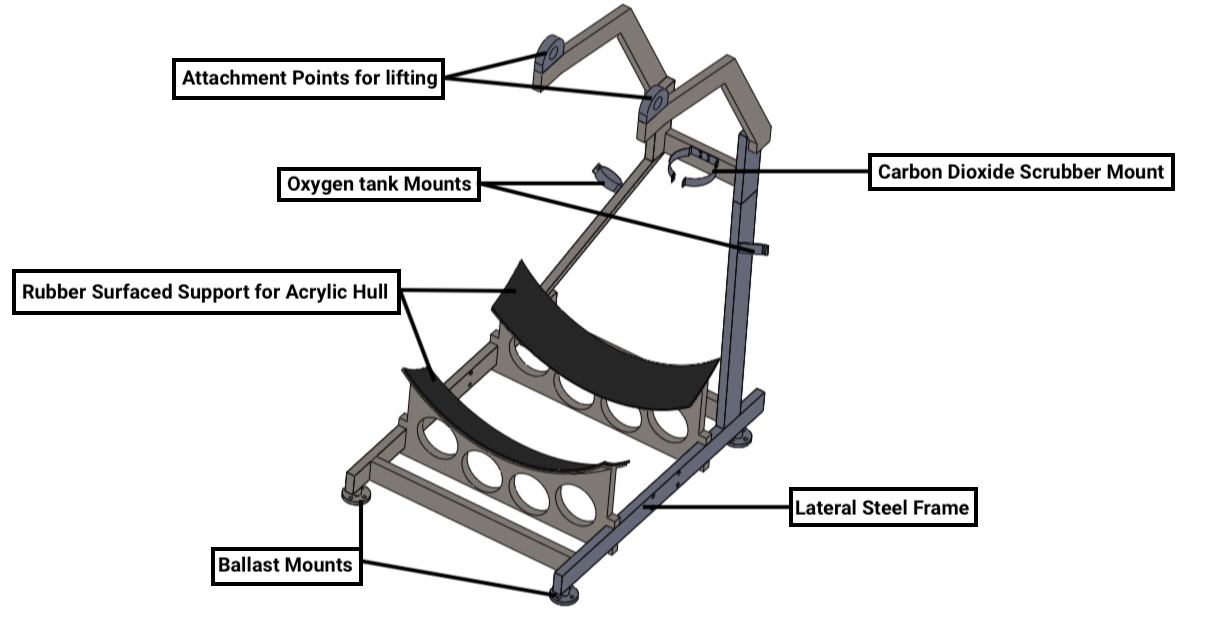 Attachment Points for lifting
Carbon Dioxide Scrubber Mount
Oxygen tank Mounts
Rubber Surfaced Support for Acrylic Hull
Lateral Steel Frame
Ballast Mounts